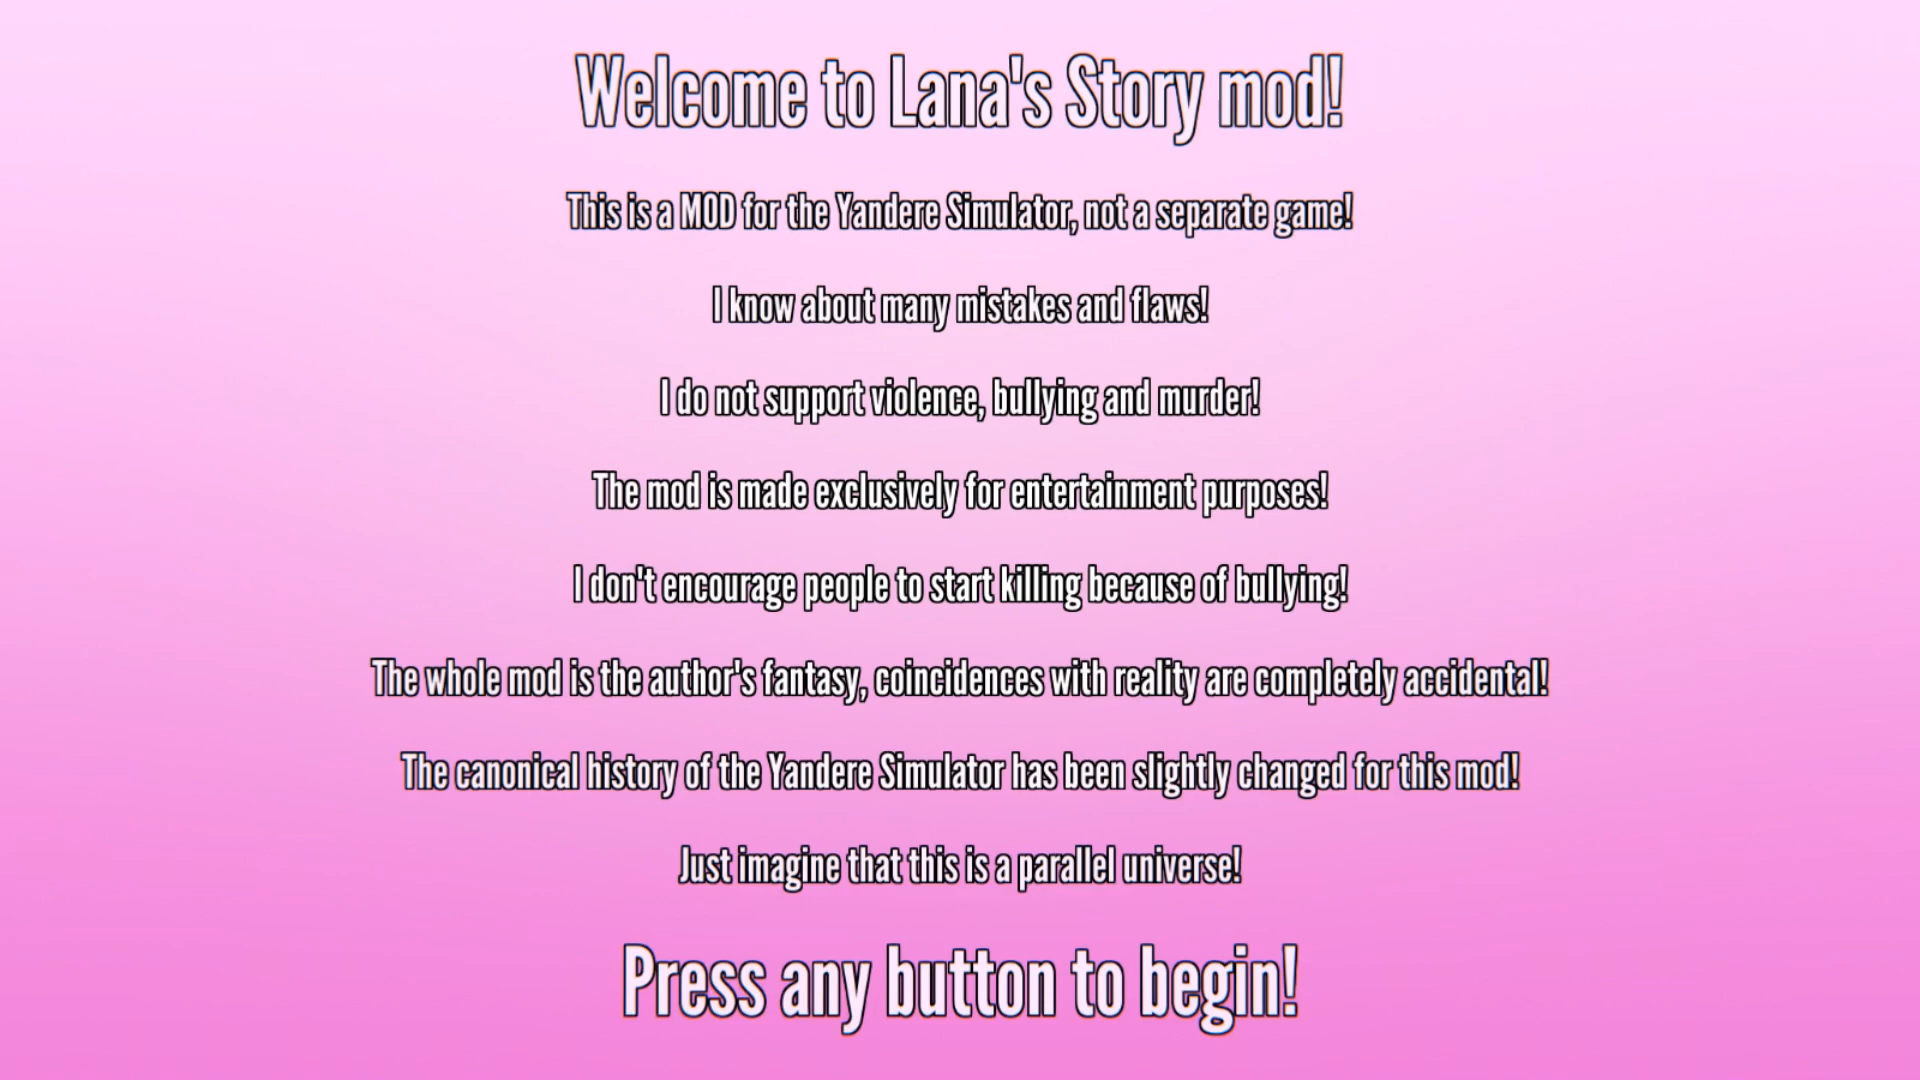 Welcome to Lana's Story mod!
This is a MOD for the Yandere Simulator, not a separate game!
I know about many mistakes and flaws!
I do not support violence, bullying and murder!
The mod is made exclusively for entertainment purposes!
I don't encourage people to start killing because of bullying!
The whole mod is the author's fantasy, coincidences with reality are completely accidental!
The canonical history of the Yandere Simulator has been slightly changed for this mod!
Just imagine that this is a parallel universe!
Press any button to begin!